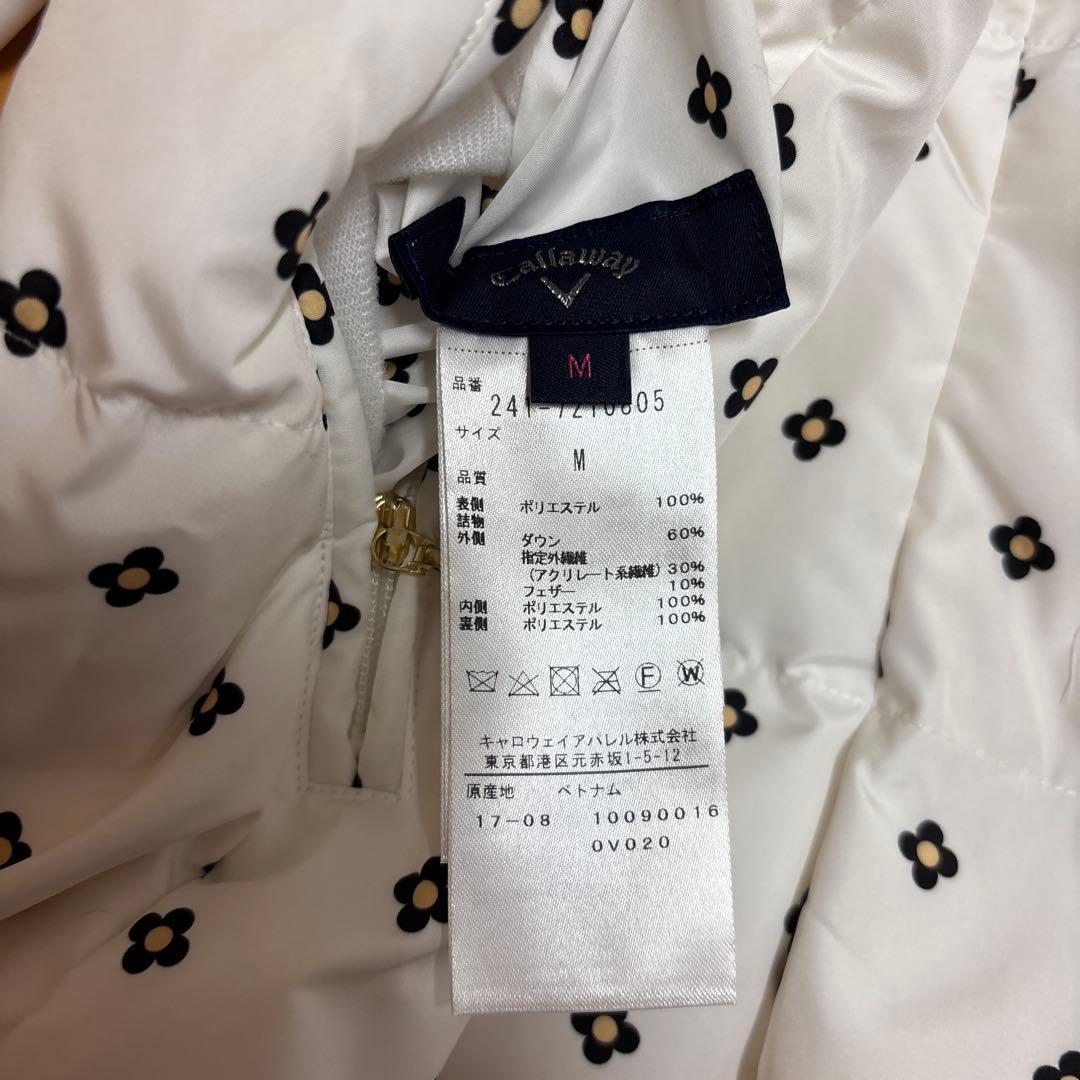 Callaway
M
品番
サイズ
M
品質
表側 ポリエステル 100%
詰物
外側 ダウン 60%
指定外繊維
(アクリレート系繊維) 30%
フェザー 10%
内側 ポリエステル 100%
裏側 ポリエステル 100%
F W
キャロウェイアパレル株式会社
東京都港区元赤坂1-5-12
原産地 ベトナム
17-08 10090016
0V020